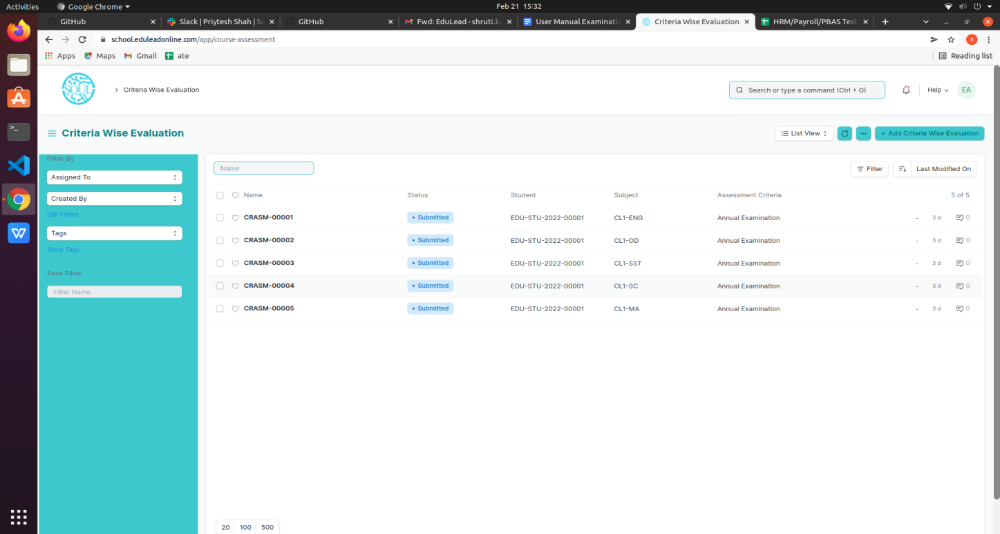 Activities Google Chrome Feb 21 15:32
GitHub Slack | Priytesh Shah | So GitHub Fwd: EduLead - shruti.ku User Manual Examinatio Criteria Wise Evaluation HRM/Payroll/PBAS Test
school.eduleadonline.com/app/course-assessment S
Apps Maps Gmail ate Reading list
SOUL Criteria Wise Evaluation Search or type a command (Ctrl + G) Help EA
Criteria Wise Evaluation List View + Add Criteria Wise Evaluation
Filter By
Assigned To
Created By
Edit Filters
Tags
Show Tags
Save Filter
Filter Name
Name Filter Last Modified On
Name Status Student Subject Assessment Criteria 5 of 5
CRASM-00001 Submitted EDU-STU-2022-00001 CL1-ENG Annual Examination - 3 d 0
CRASM-00002 Submitted EDU-STU-2022-00001 CL1-OD Annual Examination - 3 d 0
CRASM-00003 Submitted EDU-STU-2022-00001 CL1-SST Annual Examination - 3 d 0
CRASM-00004 Submitted EDU-STU-2022-00001 CL1-SC Annual Examination - 3 d 0
CRASM-00005 Submitted EDU-STU-2022-00001 CL1-MA Annual Examination - 3 d 0
20 100 500